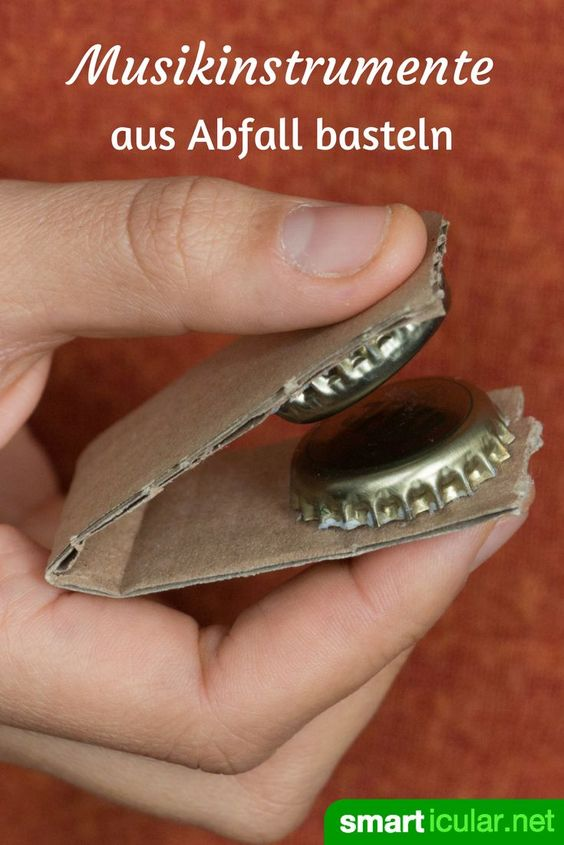 Musikinstrumente
aus Abfall basteln
smarticular.net